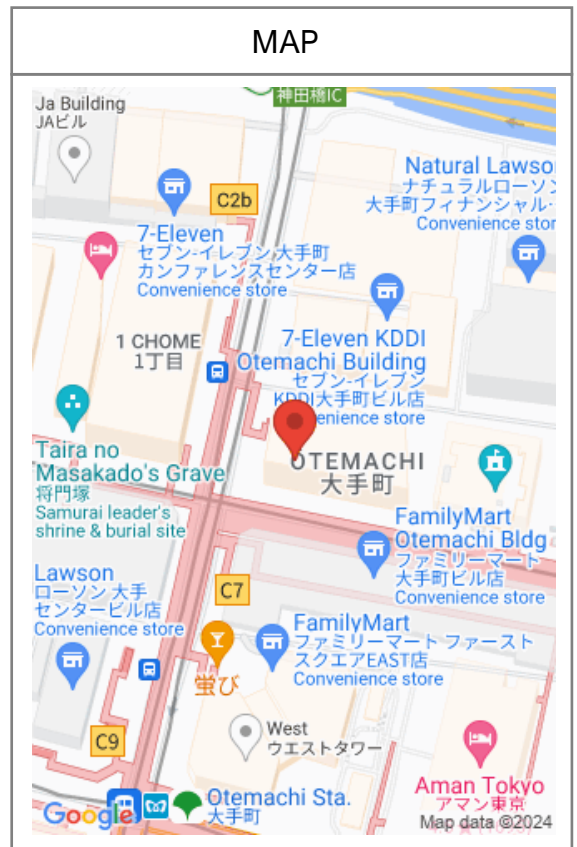 MAP
Ja Building
JAビル
神田橋IC
Natural Lawso
ナチュラルローソン
大手町フィナンシャル
Convenience stor
C2b
7-Eleven
セブン-イレブン 大手町
カンファレンスセンター店
Convenience store
1 CHOME
1丁目
7-Eleven KDDI
Otemachi Building
セブン-イレブン
KDDI大手町ビル店
enience store
OTEMACHI
大手町
Taira no
Masakado's Grave
将門塚
Samurai leader's
shrine & burial site
FamilyMart
Otemachi Bldg
ファミリーマート
大手町ビル店
Convenience store
Lawson
ローソン 大手
センタービル店
Convenience store
C7
FamilyMart
ファミリーマート ファースト
スクエアEAST店
Convenience store
蛍び
West
ウエストタワー
C9
Aman Tokyo
アマン東京
Otemachi Sta.
大手町
Google
Map data ©2024